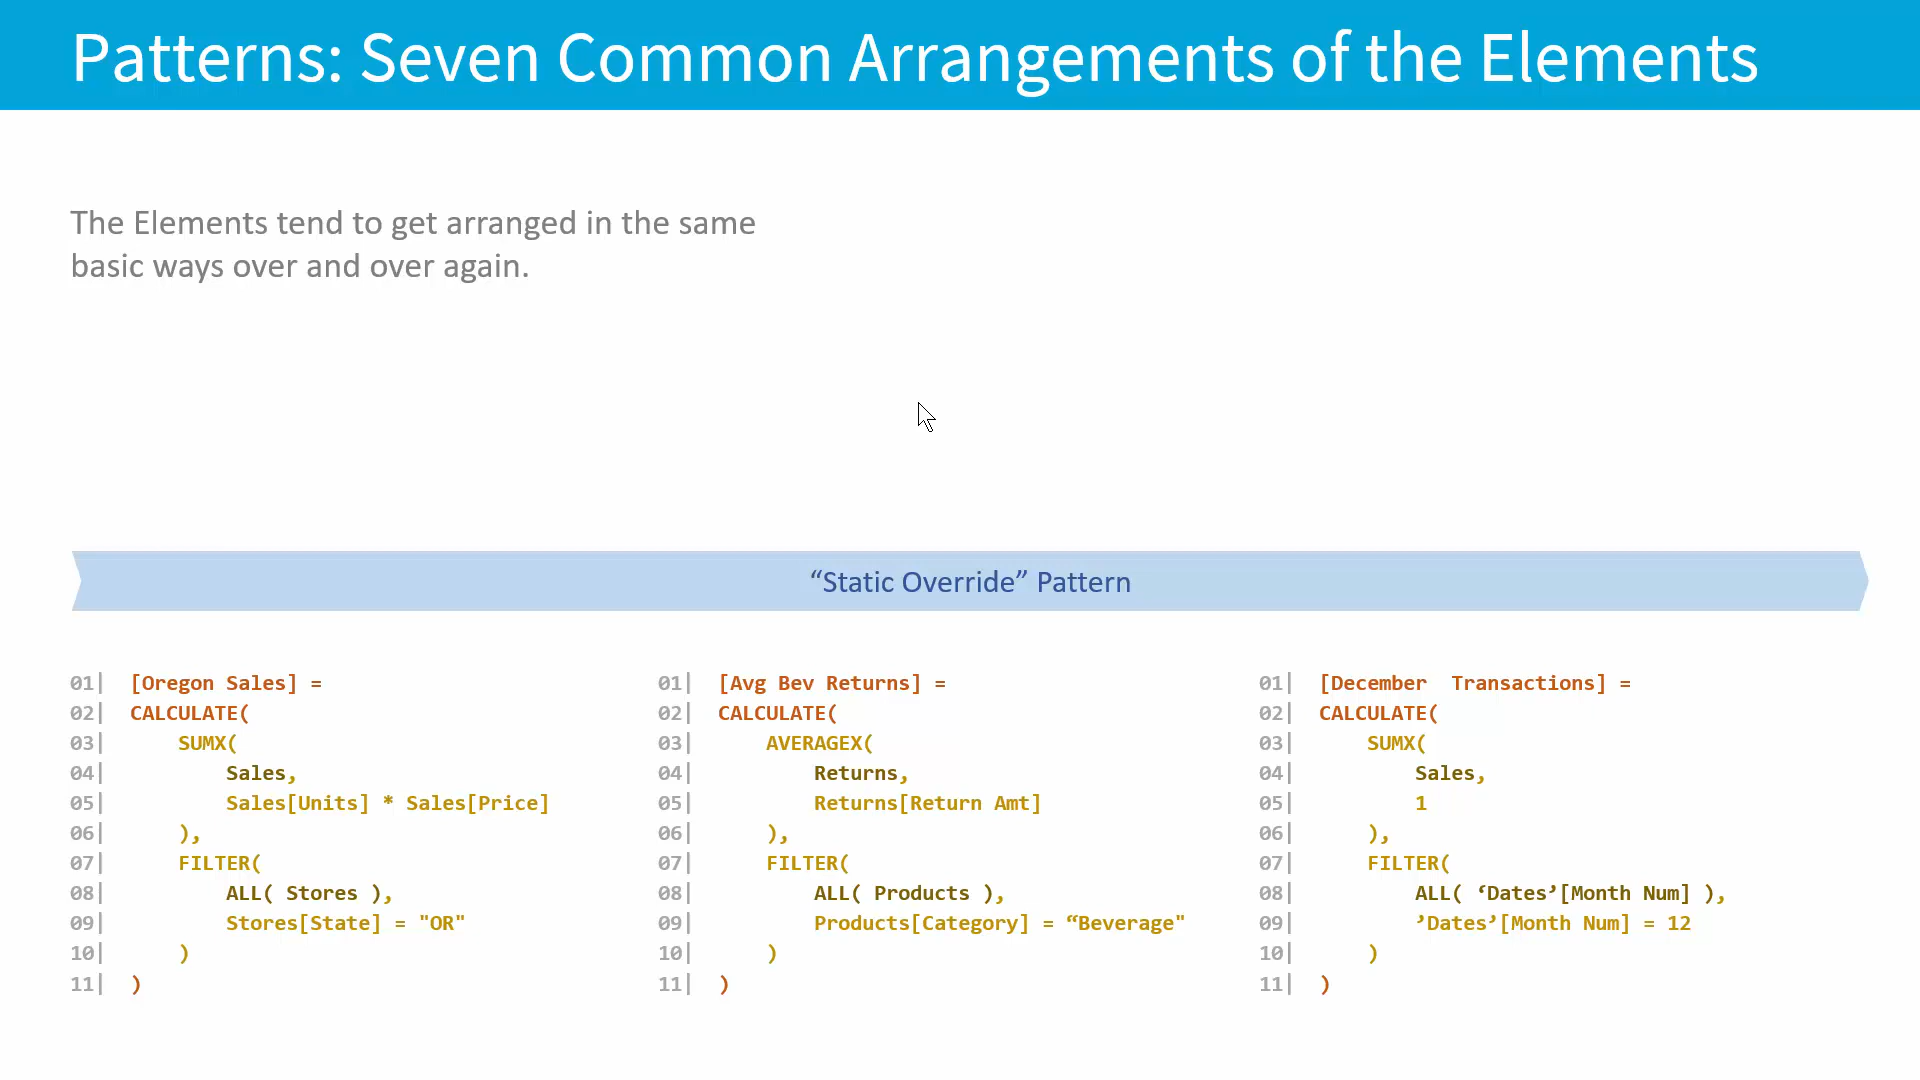 Patterns: Seven Common Arrangements of the Elements
The Elements tend to get arranged in the same
basic ways over and over again.
“Static Override” Pattern
01| [Oregon Sales] =
02| CALCULATE(
03|     SUMX(
04|         Sales,
05|         Sales[Units] * Sales[Price]
06|     ),
07|     FILTER(
08|         ALL( Stores ),
09|         Stores[State] = "OR"
10|     )
11| )
01| [Avg Bev Returns] =
02| CALCULATE(
03|     AVERAGEX(
04|         Returns,
05|         Returns[Return Amt]
06|     ),
07|     FILTER(
08|         ALL( Products ),
09|         Products[Category] = “Beverage"
10|     )
11| )
01| [December  Transactions] =
02| CALCULATE(
03|     SUMX(
04|         Sales,
05|         1
06|     ),
07|     FILTER(
08|         ALL( ‘Dates’[Month Num] ),
09|         ’Dates’[Month Num] = 12
10|     )
11| )